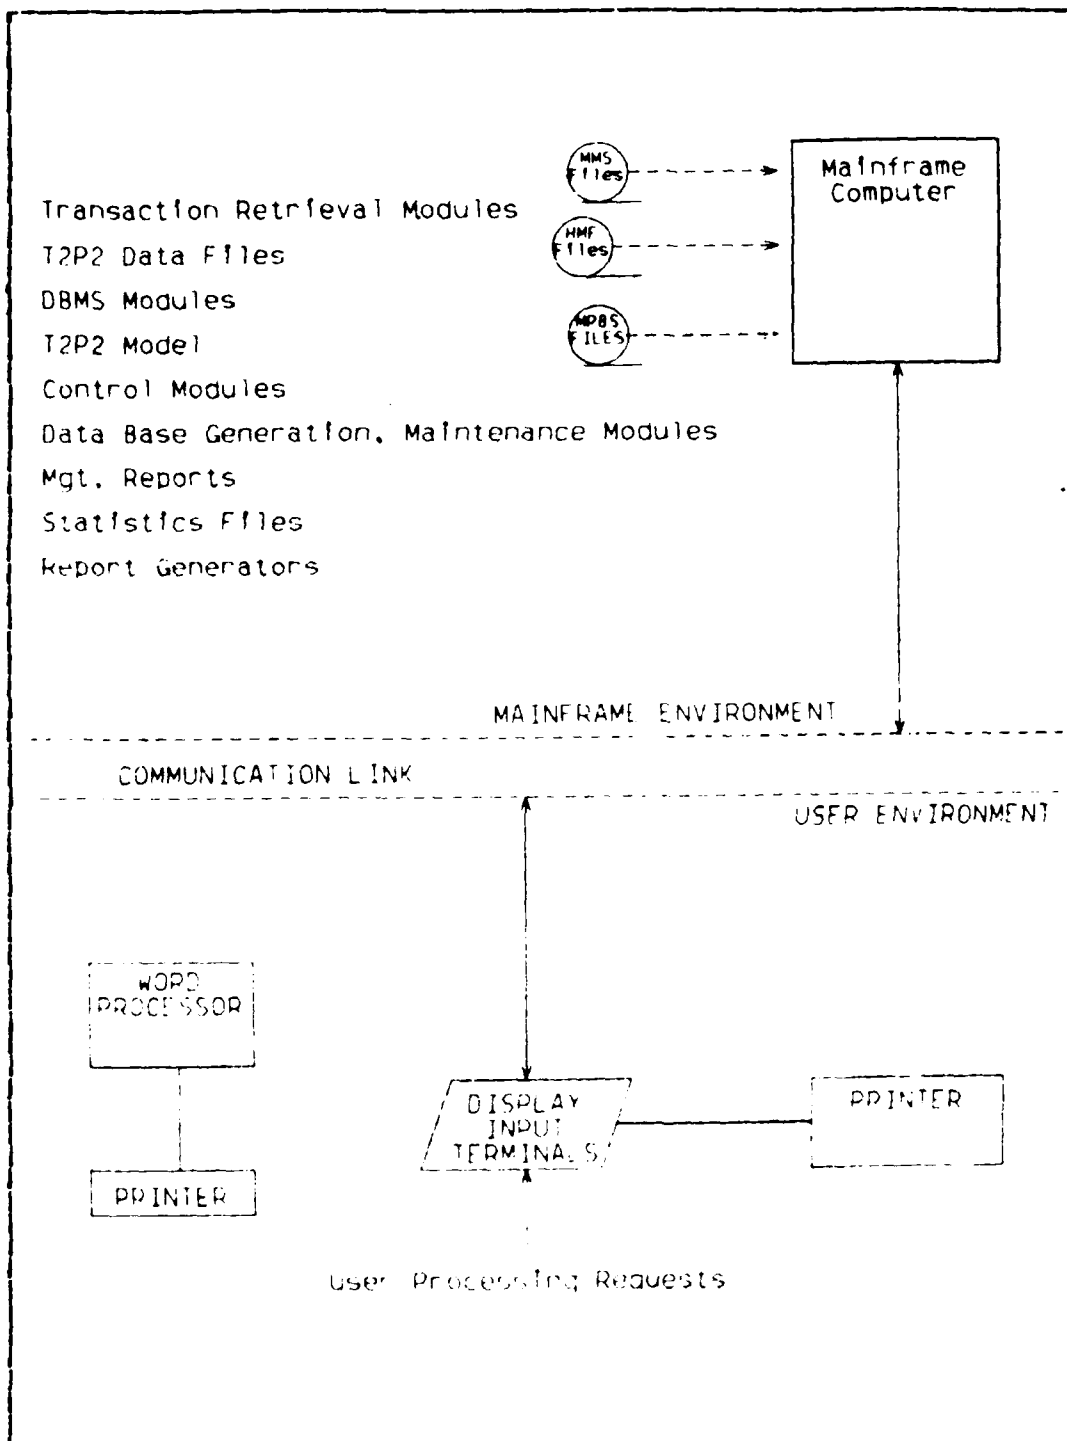 MMS
Files
Mainframe
Computer
Transaction Retrieval Modules
HMF
Files
T2P2 Data Files
DBMS Modules
MPBS
FILES
T2P2 Model
Control Modules
Data Base Generation, Maintenance Modules
Mgt. Reports
Statistics Files
Report Generators
MAINFRAME ENVIRONMENT
COMMUNICATION LINK
USER ENVIRONMENT
WORD
PROCESSOR
DISPLAY
INPUT
TERMINALS
PRINTER
PRINTER
User Processing Requests